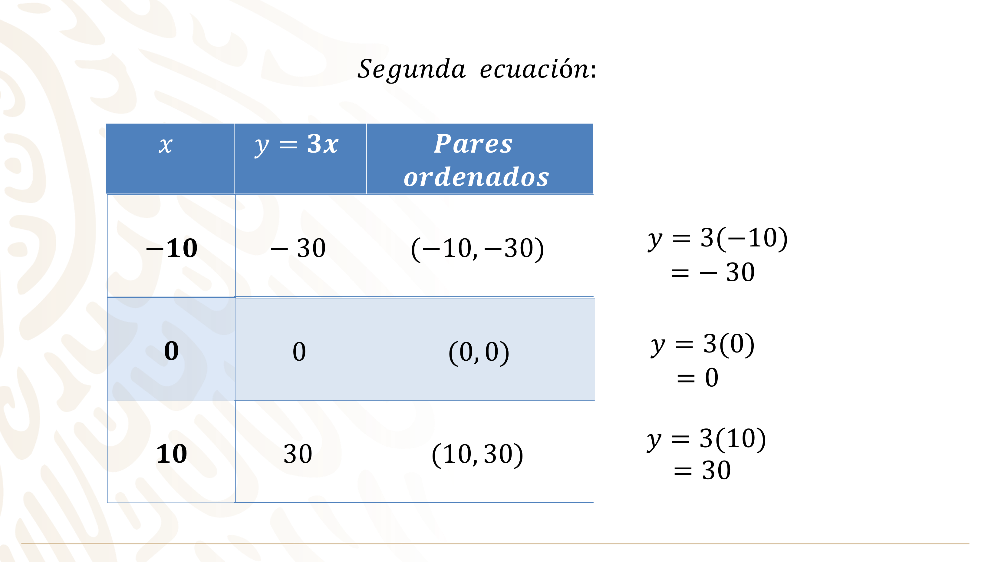 Segunda ecuación:
x y = 3x Pares
ordenados
−10 − 30 (−10, −30)
y = 3(−10)
= − 30
0 0 (0, 0)
y = 3(0)
= 0
10 30 (10, 30)
y = 3(10)
= 30